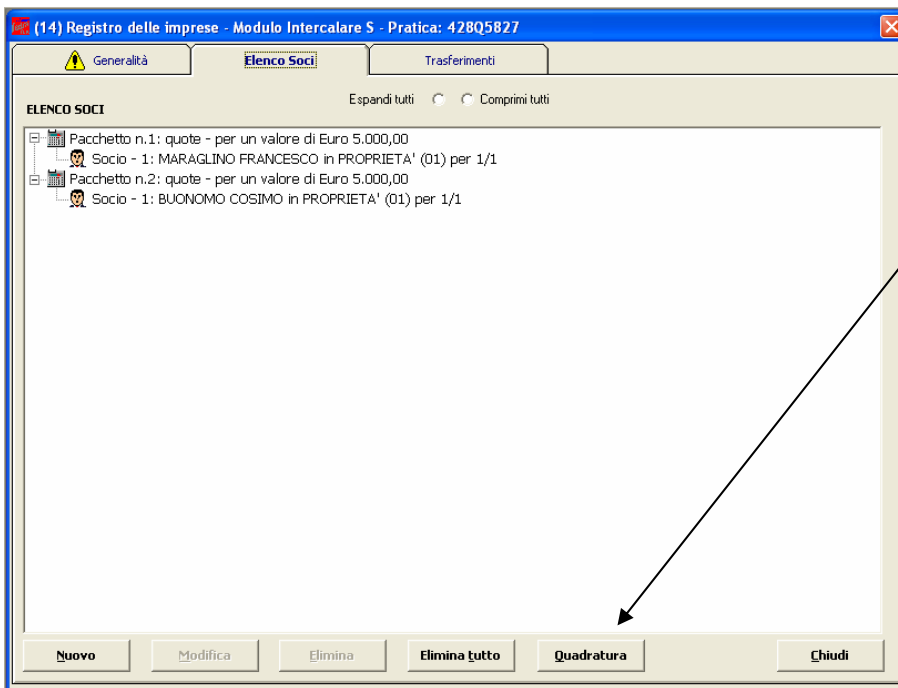 (14) Registro delle imprese - Modulo Intercalare S - Pratica: 428Q5827
Generalità Elenco Soci Trasferimenti
ELENCO SOCI Espandi tutti Comprimi tutti
Pacchetto n.1: quote - per un valore di Euro 5.000,00
Socio - 1: MARAGLINO FRANCESCO in PROPRIETA' (01) per 1/1
Pacchetto n.2: quote - per un valore di Euro 5.000,00
Socio - 1: BUONOMO COSIMO in PROPRIETA' (01) per 1/1
Nuovo Modifica Elimina Elimina tutto Quadratura Chiudi